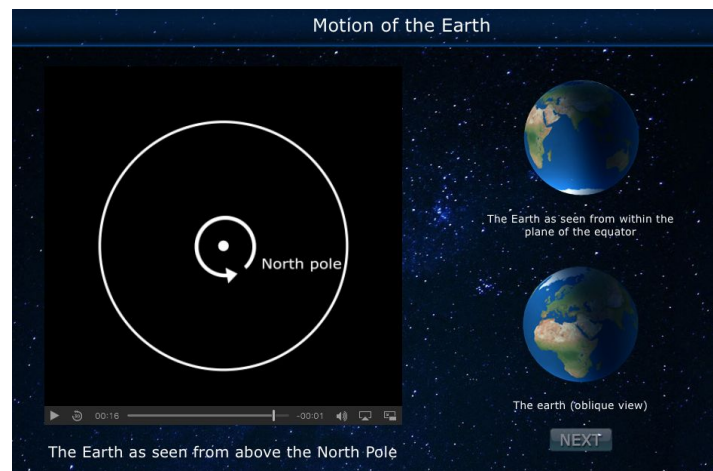 Motion of the Earth
North pole
00:16
-00:01
The Earth as seen from above the North Pole
The Earth as seen from within the
plane of the equator
The earth (oblique view)
NEXT